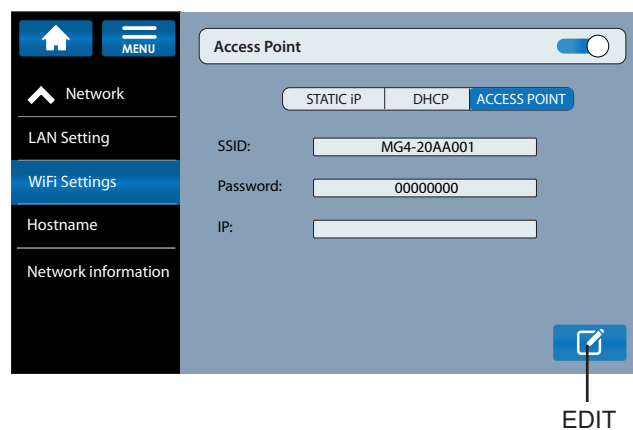 MENU
Access Point
Network
STATIC iP DHCP ACCESS POINT
LAN Setting
SSID: MG4-20AA001
WiFi Settings
Password: 00000000
Hostname
IP:
Network information
EDIT